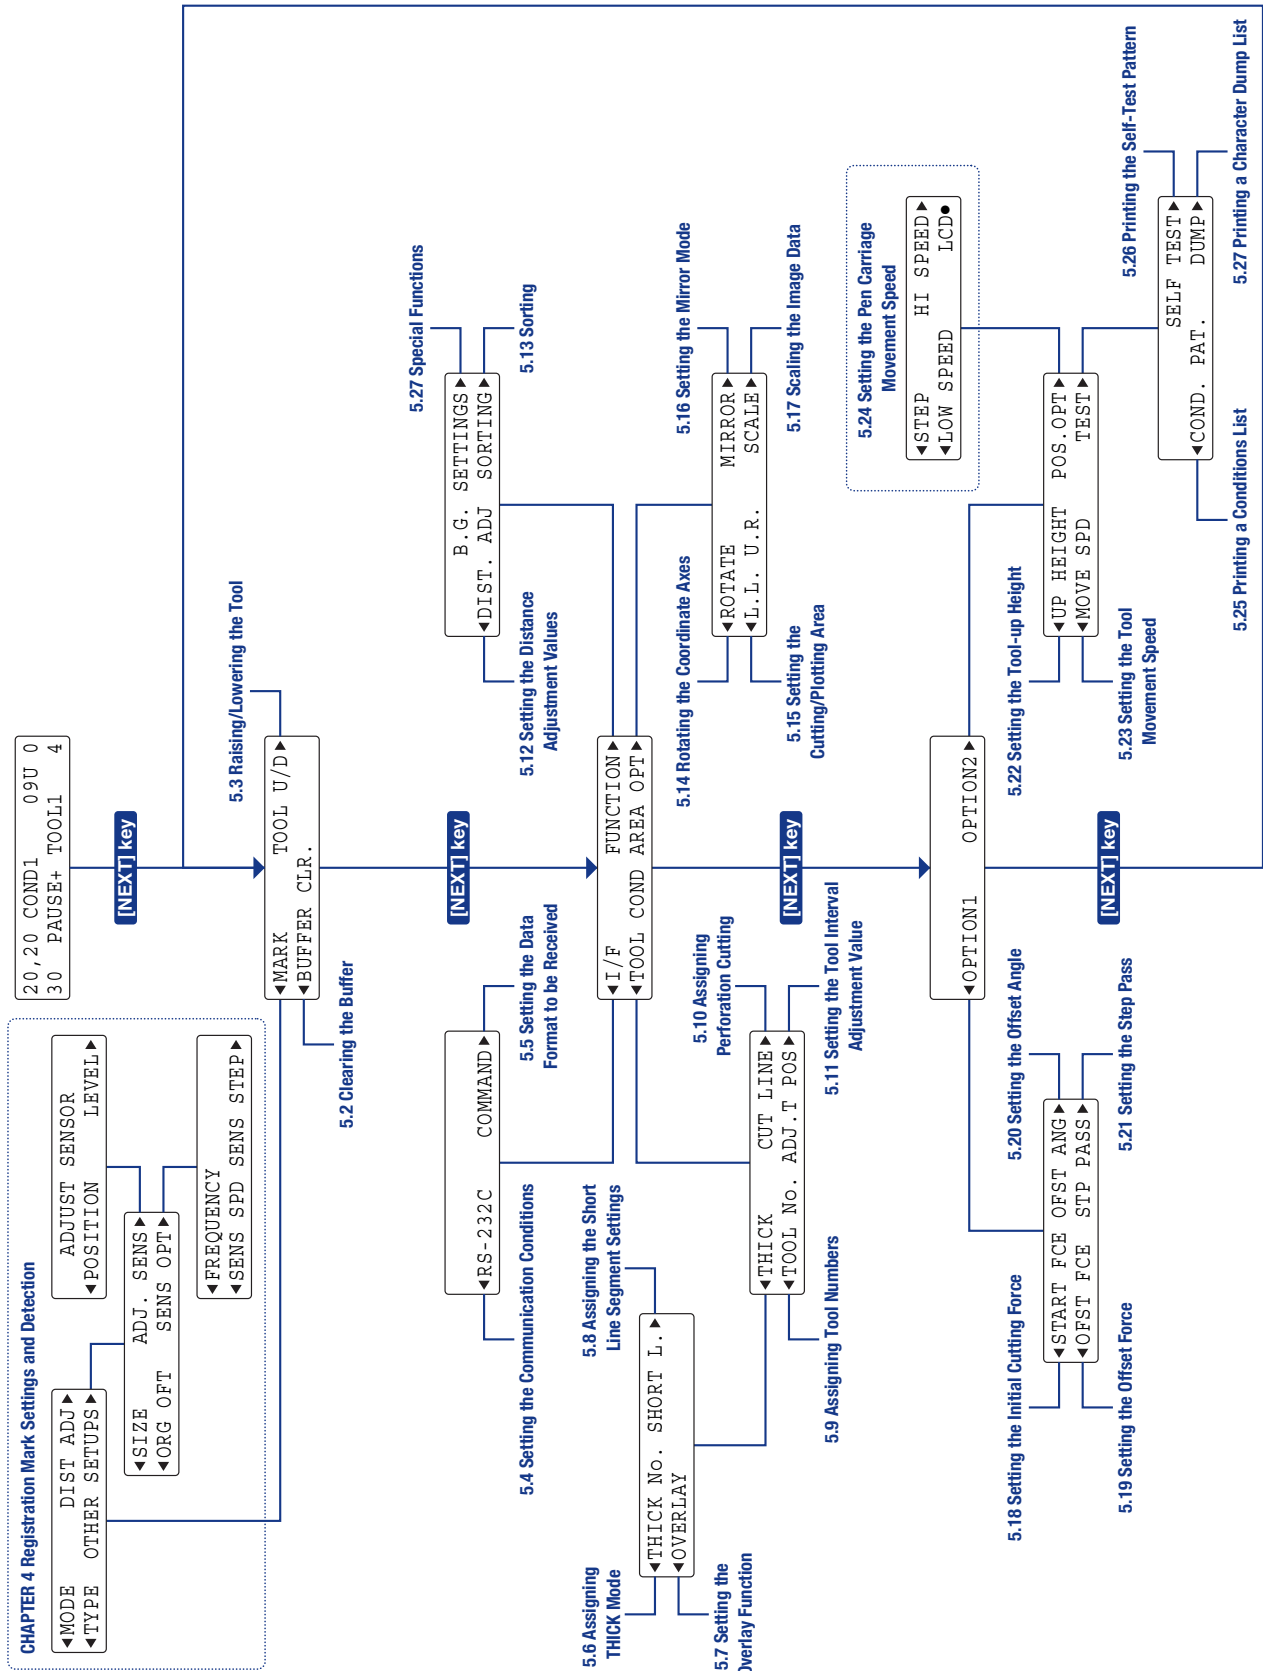 CHAPTER 4 Registration Mark Settings and Detection
◀MODE DIST ADJ▶
◀TYPE OTHER SETUPS▶
◀SIZE ADJ. SENS▶
◀ORG OFT SENS OPT▶
ADJUST SENSOR
◀POSITION LEVEL▶
◀FREQUENCY
◀SENS SPD SENS STEP▶
20,20 COND1 09U 0
30 PAUSE+ TOOL1 4
[NEXT] key
5.3 Raising/Lowering the Tool
◀MARK TOOL U/D▶
◀BUFFER CLR.
5.2 Clearing the Buffer
[NEXT] key
5.4 Setting the Communication Conditions
◀RS-232C COMMAND▶
5.5 Setting the Data
Format to be Received
5.6 Assigning
THICK Mode
5.7 Setting the
Overlay Function
◀THICK No. SHORT L.▶
◀OVERLAY
5.8 Assigning the Short
Line Segment Settings
◀THICK CUT LINE▶
◀TOOL No. ADJ.T POS▶
5.9 Assigning Tool Numbers
5.10 Assigning
Perforation Cutting
5.11 Setting the Tool Interval
Adjustment Value
◀I/F FUNCTION▶
◀TOOL COND AREA OPT▶
5.12 Setting the Distance
Adjustment Values
B.G. SETTINGS▶
◀DIST. ADJ SORTING▶
5.27 Special Functions
5.13 Sorting
5.14 Rotating the Coordinate Axes
5.15 Setting the
Cutting/Plotting Area
◀ROTATE MIRROR▶
◀L.L. U.R. SCALE▶
5.16 Setting the Mirror Mode
5.17 Scaling the Image Data
[NEXT] key
5.18 Setting the Initial Cutting Force
5.19 Setting the Offset Force
◀START FCE OFST ANG▶
◀OFST FCE STP PASS▶
5.20 Setting the Offset Angle
5.21 Setting the Step Pass
◀OPTION1 OPTION2▶
[NEXT] key
5.22 Setting the Tool-up Height
5.23 Setting the Tool
Movement Speed
◀UP HEIGHT POS.OPT▶
◀MOVE SPD TEST▶
5.24 Setting the Pen Carriage
Movement Speed
◀STEP HI SPEED▶
◀LOW SPEED LCD●
5.25 Printing a Conditions List
SELF TEST▶
◀COND. PAT. DUMP▶
5.26 Printing the Self-Test Pattern
5.27 Printing a Character Dump List